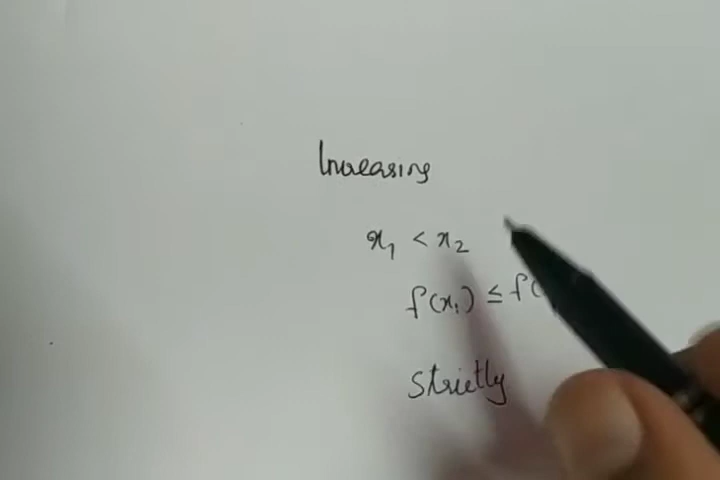 Increasing
x₁ < x₂
f(x₁) ≤ f(
Strictly